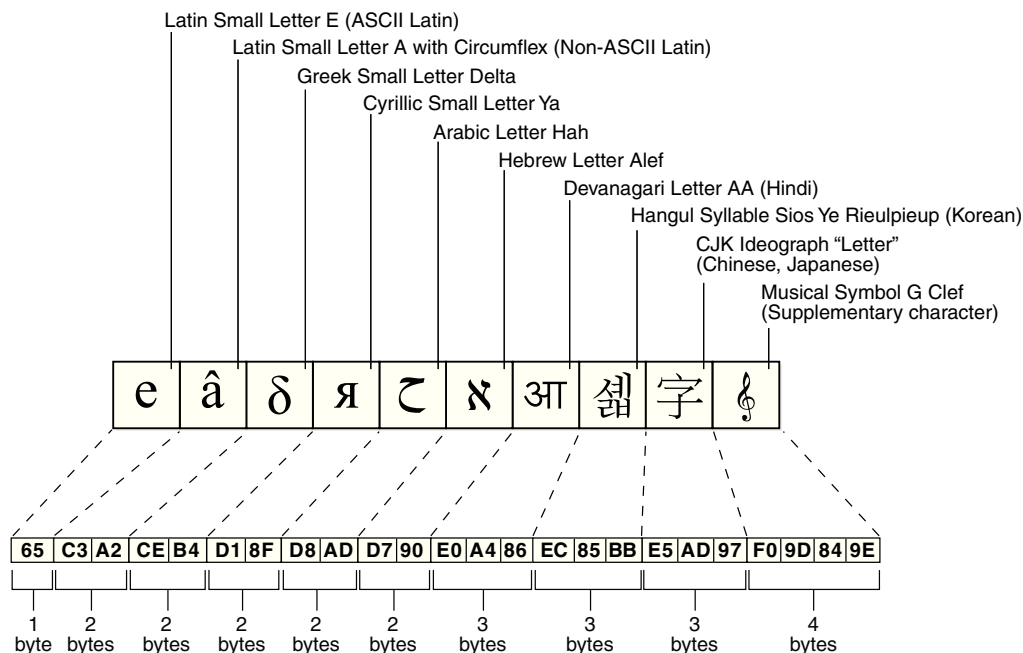 Latin Small Letter E (ASCII Latin)
Latin Small Letter A with Circumflex (Non-ASCII Latin)
Greek Small Letter Delta
Cyrillic Small Letter Ya
Arabic Letter Hah
Hebrew Letter Alef
Devanagari Letter AA (Hindi)
Hangul Syllable Sios Ye Rieulpieup (Korean)
CJK Ideograph “Letter”
(Chinese, Japanese)
Musical Symbol G Clef
(Supplementary character)
e â δ я ح א आ셻 字 𝄞
65 C3 A2 CE B4 D1 8F D8 AD D7 90 E0 A4 86 EC 85 BB E5 AD 97 F0 9D 84 9E
1 2 2 2 2 2 3 3 3 4
byte bytes bytes bytes bytes bytes bytes bytes bytes bytes